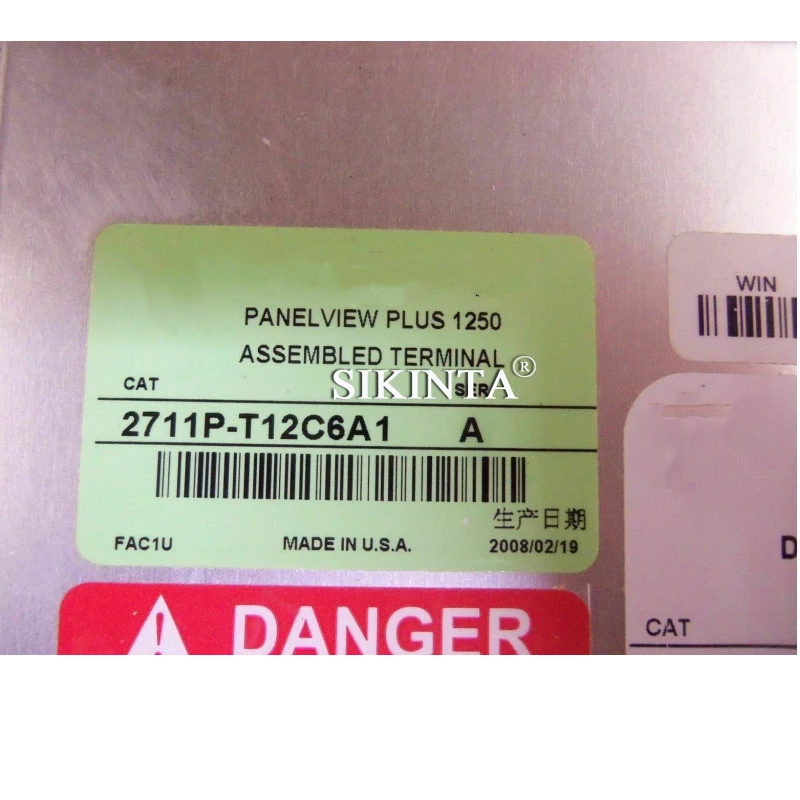 PANELVIEW PLUS 1250
ASSEMBLED TERMINAL
SIKINTA®
CAT SER
2711P-T12C6A1 A
生产日期
FAC1U MADE IN U.S.A. 2008/02/19
DANGER
WIN
D
CAT